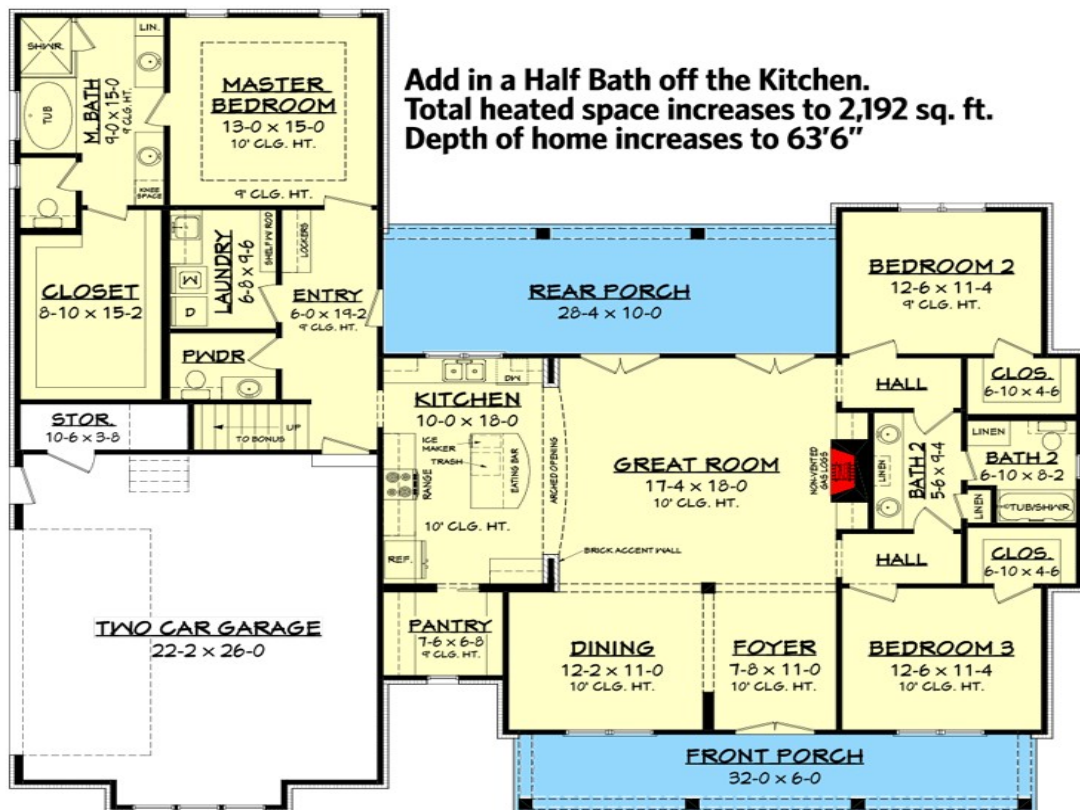 Add in a Half Bath off the Kitchen.
Total heated space increases to 2,192 sq. ft.
Depth of home increases to 63'6"
SHWR.
LIN.
TUB
M. BATH
9-0 x 15-0
9' CLG. HT.
KNEE
SPACE
MASTER
BEDROOM
13-0 x 15-0
10' CLG. HT.
9' CLG. HT.
CLOSET
8-10 x 15-2
LAUNDRY
6-8 x 9-6
SHELF W/ ROD
LOCKERS
W
D
ENTRY
6-0 x 19-2
9' CLG. HT.
PWDR
STOR.
10-6 x 3-8
UP
TO BONUS
REAR PORCH
28-4 x 10-0
BEDROOM 2
12-6 x 11-4
9' CLG. HT.
HALL
CLOS.
6-10 x 4-6
KITCHEN
10-0 x 18-0
DW
ICE
MAKER
TRASH
RANGE
EATING BAR
ARCHED OPENING
10' CLG. HT.
REF.
BRICK ACCENT WALL
GREAT ROOM
17-4 x 18-0
10' CLG. HT.
NON-VENTED
GAS LOGS
LINEN
BATH 2
5-6 x 9-4
LINEN
BATH 2
6-10 x 8-2
LINEN
TUB/SHWR.
HALL
CLOS.
6-10 x 4-6
TWO CAR GARAGE
22-2 x 26-0
PANTRY
7-6 x 6-8
9' CLG. HT.
DINING
12-2 x 11-0
10' CLG. HT.
FOYER
7-8 x 11-0
10' CLG. HT.
BEDROOM 3
12-6 x 11-4
10' CLG. HT.
FRONT PORCH
32-0 x 6-0